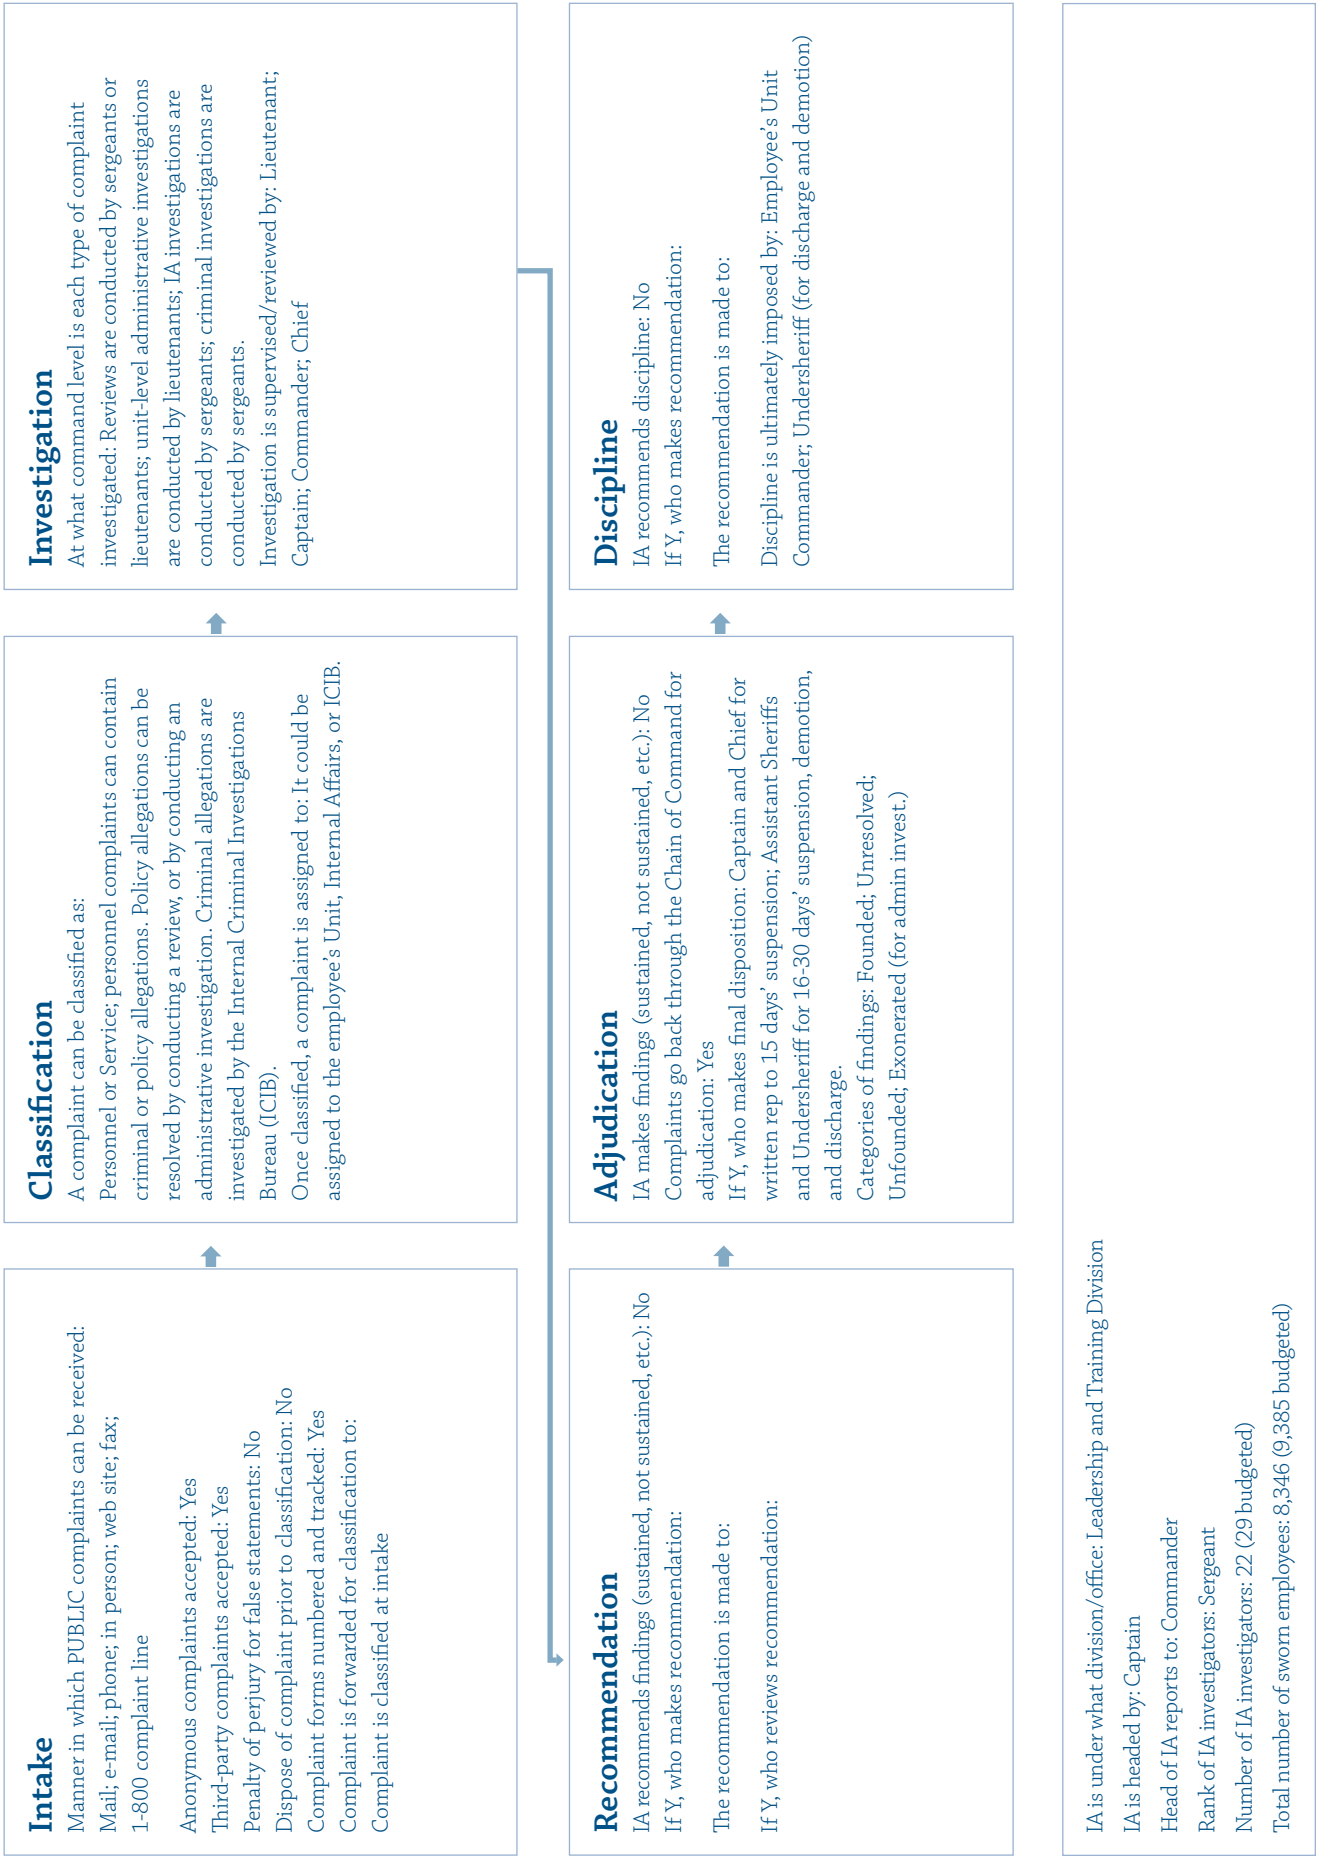 Intake
Manner in which PUBLIC complaints can be received:
Mail; e-mail; phone; in person; web site; fax;
1-800 complaint line
Anonymous complaints accepted: Yes
Third-party complaints accepted: Yes
Penalty of perjury for false statements: No
Dispose of complaint prior to classification: No
Complaint forms numbered and tracked: Yes
Complaint is forwarded for classification to:
Complaint is classified at intake
Classification
A complaint can be classified as:
Personnel or Service; personnel complaints can contain
criminal or policy allegations. Policy allegations can be
resolved by conducting a review, or by conducting an
administrative investigation. Criminal allegations are
investigated by the Internal Criminal Investigations
Bureau (ICIB).
Once classified, a complaint is assigned to: It could be
assigned to the employee's Unit, Internal Affairs, or ICIB.
Investigation
At what command level is each type of complaint
investigated: Reviews are conducted by sergeants or
lieutenants; unit-level administrative investigations
are conducted by lieutenants; IA investigations are
conducted by sergeants; criminal investigations are
conducted by sergeants.
Investigation is supervised/reviewed by: Lieutenant;
Captain; Commander; Chief
Recommendation
IA recommends findings (sustained, not sustained, etc.): No
If Y, who makes recommendation:
The recommendation is made to:
If Y, who reviews recommendation:
Adjudication
IA makes findings (sustained, not sustained, etc.): No
Complaints go back through the Chain of Command for
adjudication: Yes
If Y, who makes final disposition: Captain and Chief for
written rep to 15 days' suspension; Assistant Sheriffs
and Undersheriff for 16-30 days' suspension, demotion,
and discharge.
Categories of findings: Founded; Unresolved;
Unfounded; Exonerated (for admin invest.)
Discipline
IA recommends discipline: No
If Y, who makes recommendation:
The recommendation is made to:
Discipline is ultimately imposed by: Employee's Unit
Commander; Undersheriff (for discharge and demotion)
IA is under what division/office: Leadership and Training Division
IA is headed by: Captain
Head of IA reports to: Commander
Rank of IA investigators: Sergeant
Number of IA investigators: 22 (29 budgeted)
Total number of sworn employees: 8,346 (9,385 budgeted)